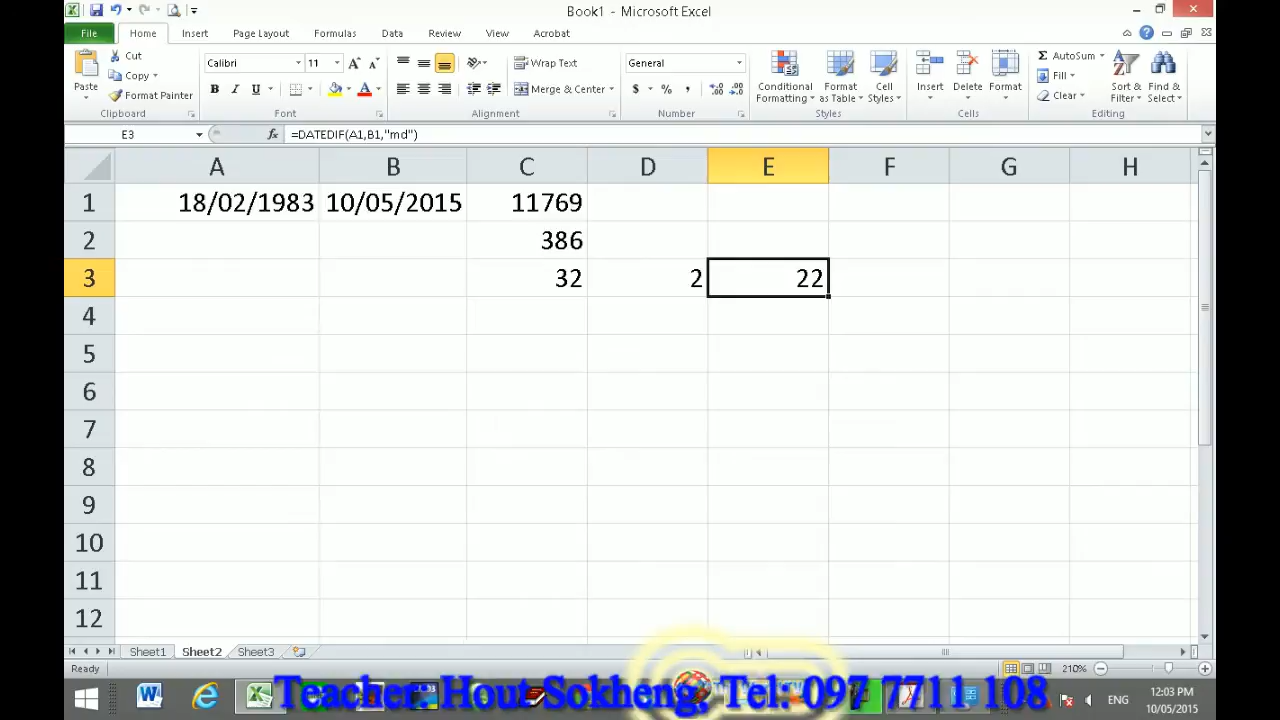 Book1 - Microsoft Excel
File Home Insert Page Layout Formulas Data Review View Acrobat
Paste
Cut
Copy
Format Painter
Clipboard
Calibri 11
B I U
Font
Wrap Text
Merge & Center
Alignment
General
$ % ,
Number
Conditional Formatting
Format as Table
Cell Styles
Styles
Insert Delete Format
Cells
AutoSum
Fill
Clear
Sort & Filter
Find & Select
Editing
E3 fx =DATEDIF(A1,B1,"md")
A B C D E F G H
1 18/02/1983 10/05/2015 11769
2 386
3 32 2 22
4
5
6
7
8
9
10
11
12
Sheet1 Sheet2 Sheet3
Ready 210%
Teacher: Hout Sokheng, Tel: 097 7711 108
ENG
12:03 PM
10/05/2015